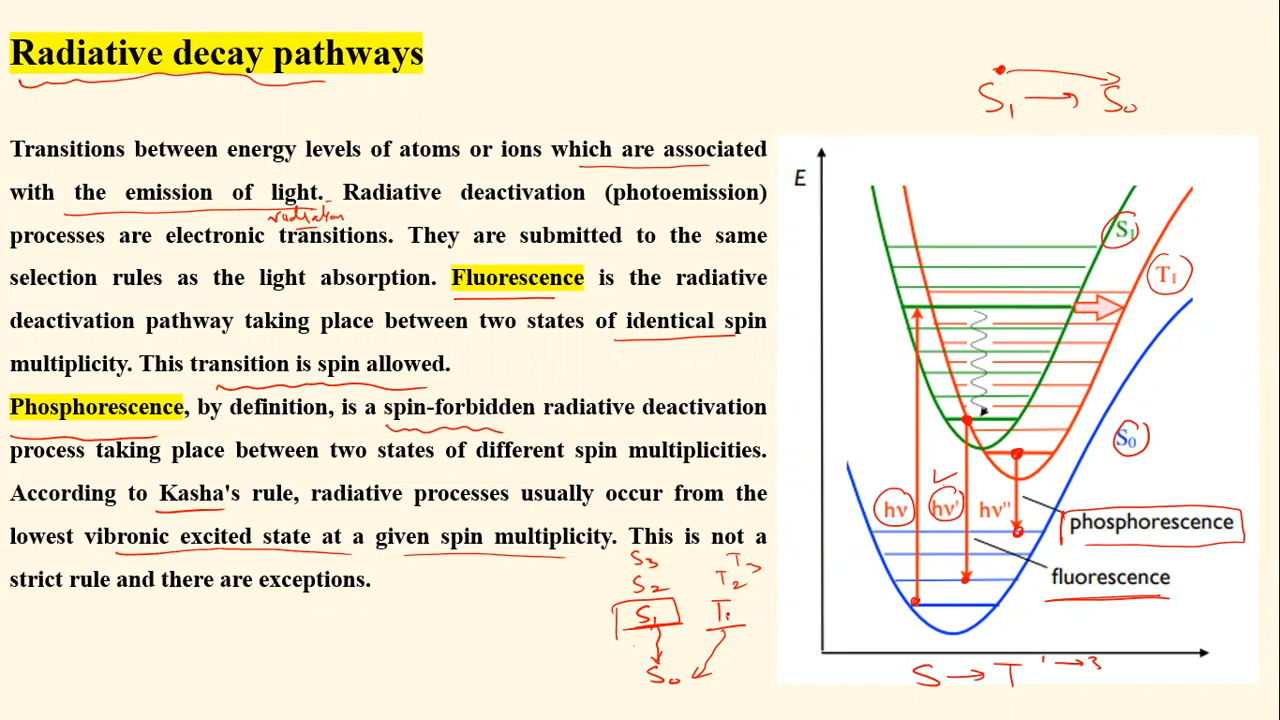 Radiative decay pathways
S₁ → S₀
Transitions between energy levels of atoms or ions which are associated
with the emission of light. Radiative deactivation (photoemission)
radiation
processes are electronic transitions. They are submitted to the same
selection rules as the light absorption. Fluorescence is the radiative
deactivation pathway taking place between two states of identical spin
multiplicity. This transition is spin allowed.
Phosphorescence, by definition, is a spin-forbidden radiative deactivation
process taking place between two states of different spin multiplicities.
According to Kasha's rule, radiative processes usually occur from the
lowest vibronic excited state at a given spin multiplicity. This is not a
strict rule and there are exceptions.
S₃ T₃
S₂ T₂
S₁ T₁
S₀
E
S₁
T₁
S₀
hν hν' hν"
phosphorescence
fluorescence
S → T 1 → 3